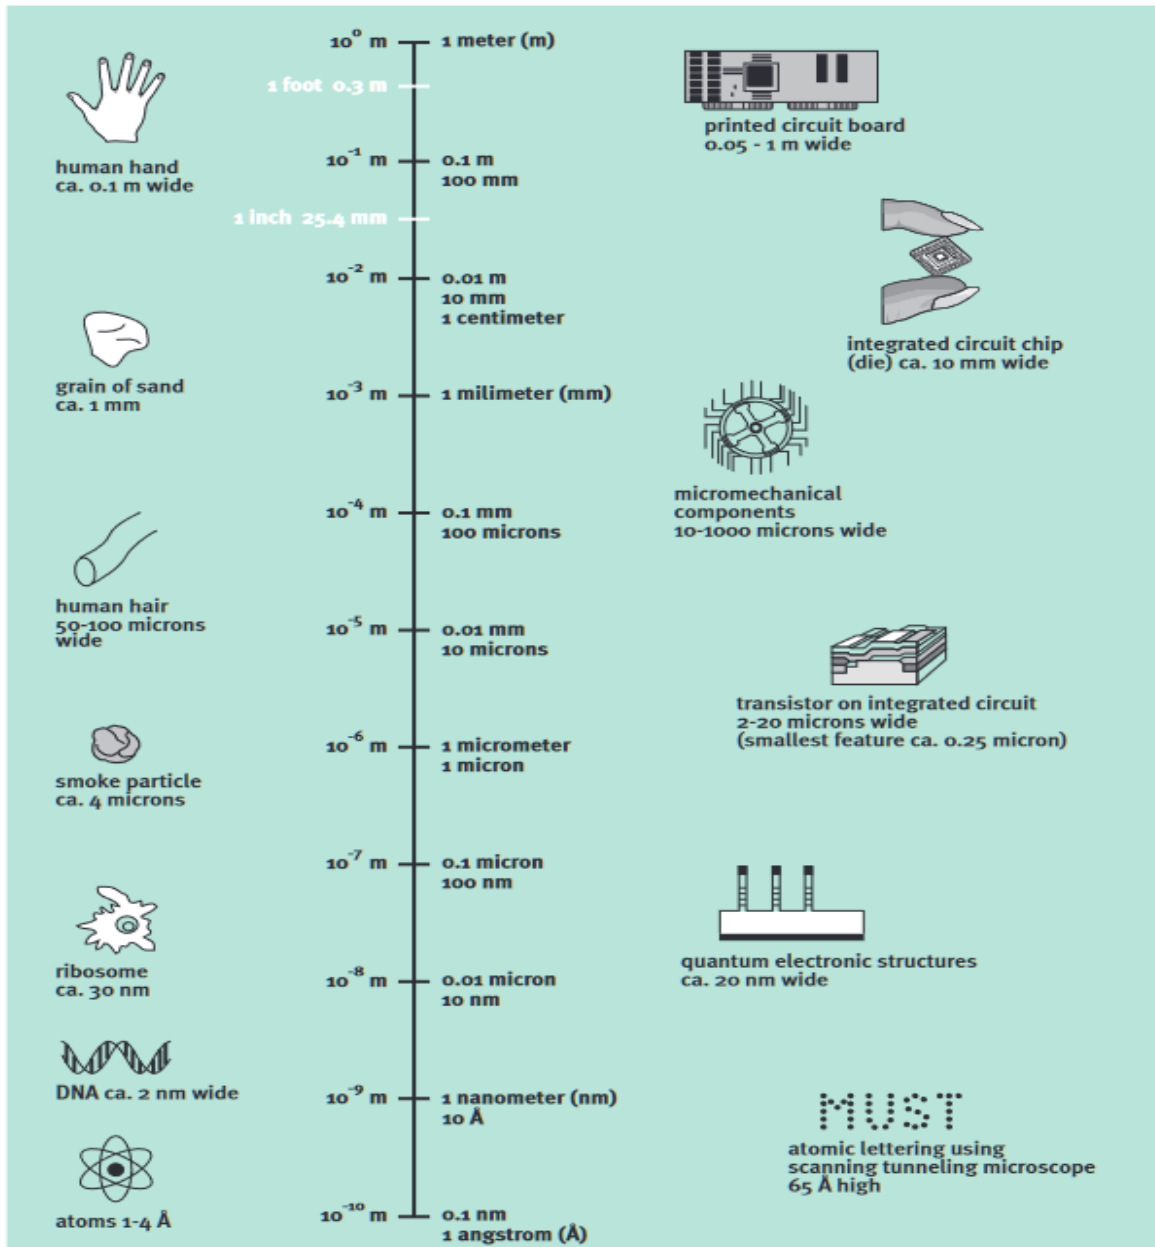 10⁰ m
1 meter (m)
1 foot 0.3 m
printed circuit board
0.05 - 1 m wide
human hand
ca. 0.1 m wide
10⁻¹ m
0.1 m
100 mm
1 inch 25.4 mm
10⁻² m
0.01 m
10 mm
1 centimeter
integrated circuit chip
(die) ca. 10 mm wide
grain of sand
ca. 1 mm
10⁻³ m
1 milimeter (mm)
micromechanical
components
10-1000 microns wide
10⁻⁴ m
0.1 mm
100 microns
human hair
50-100 microns
wide
10⁻⁵ m
0.01 mm
10 microns
transistor on integrated circuit
2-20 microns wide
(smallest feature ca. 0.25 micron)
10⁻⁶ m
1 micrometer
1 micron
smoke particle
ca. 4 microns
10⁻⁷ m
0.1 micron
100 nm
quantum electronic structures
ca. 20 nm wide
ribosome
ca. 30 nm
10⁻⁸ m
0.01 micron
10 nm
DNA ca. 2 nm wide
10⁻⁹ m
1 nanometer (nm)
10 Å
MUST
atomic lettering using
scanning tunneling microscope
65 Å high
atoms 1-4 Å
10⁻¹⁰ m
0.1 nm
1 angstrom (Å)